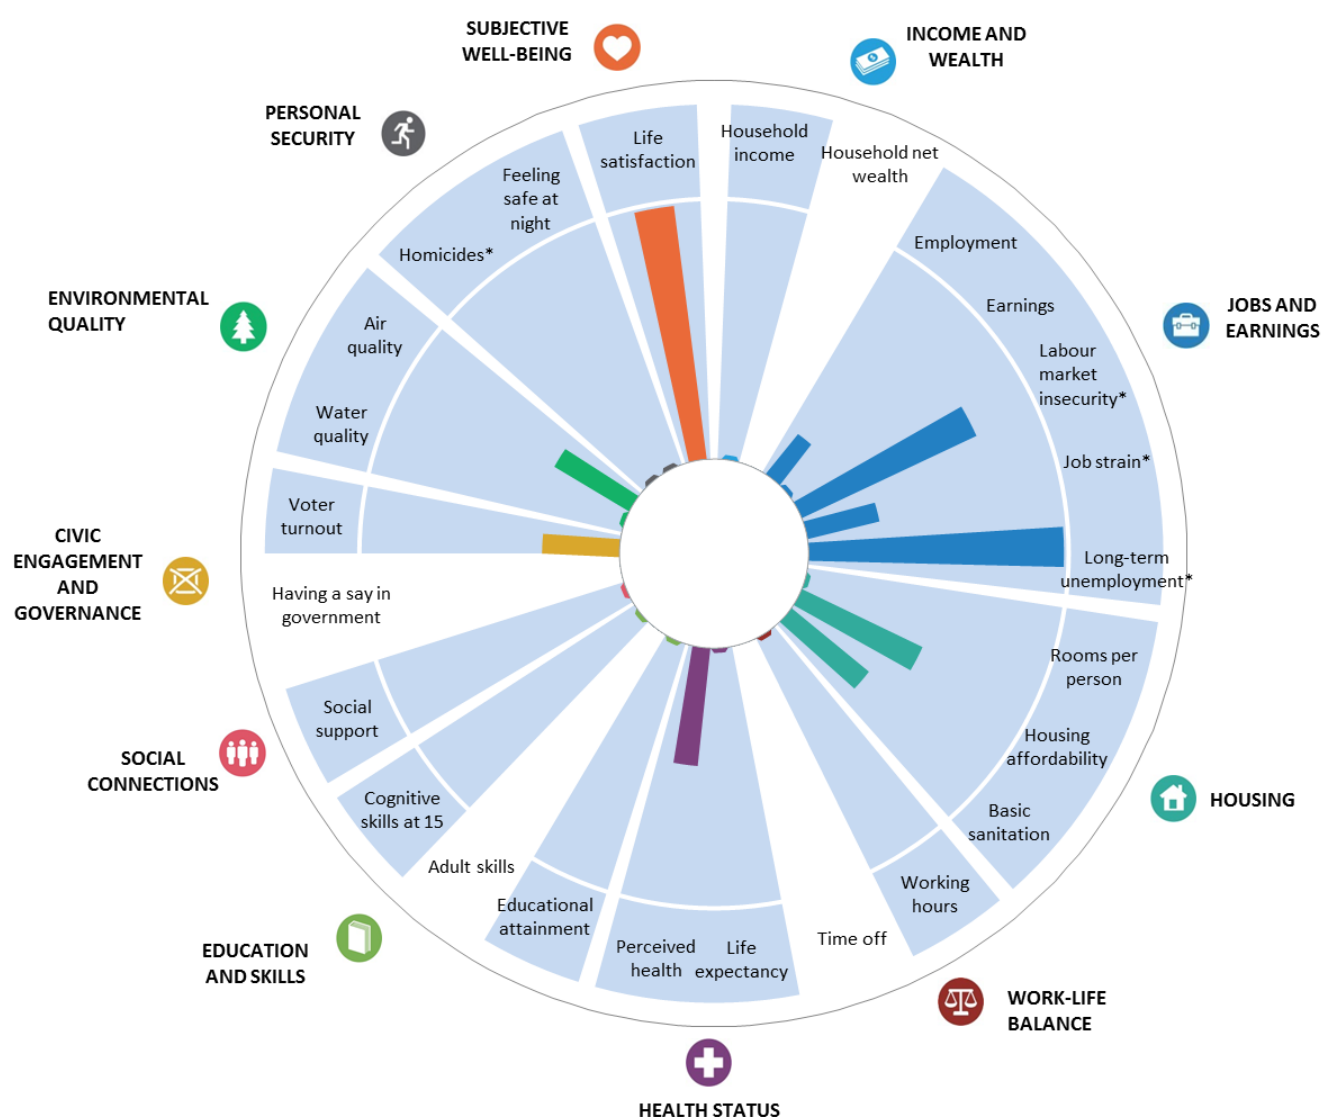 SUBJECTIVE
WELL-BEING
INCOME AND
WEALTH
PERSONAL
SECURITY
Life
satisfaction
Household
income
Household net
wealth
Feeling
safe at
night
Homicides*
Employment
Earnings
Labour
market
insecurity*
Job strain*
Long-term
unemployment*
JOBS AND
EARNINGS
ENVIRONMENTAL
QUALITY
Air
quality
Water
quality
Voter
turnout
CIVIC
ENGAGEMENT
AND
GOVERNANCE
Having a say in
government
Rooms per
person
Housing
affordability
Basic
sanitation
HOUSING
Social
support
SOCIAL
CONNECTIONS
Cognitive
skills at 15
Adult skills
Educational
attainment
EDUCATION
AND SKILLS
Perceived
health
Life
expectancy
Time off
Working
hours
WORK-LIFE
BALANCE
HEALTH STATUS